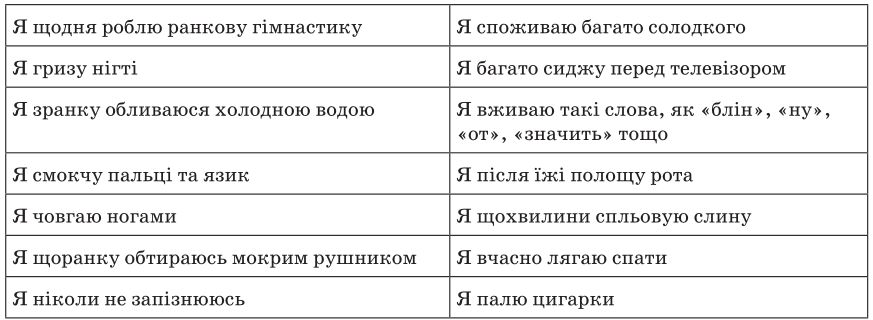 Я щодня роблю ранкову гімнастику
Я споживаю багато солодкого
Я гризу нігті
Я багато сиджу перед телевізором
Я зранку обливаюся холодною водою
Я вживаю такі слова, як «блін», «ну»,
«от», «значить» тощо
Я смокчу пальці та язик
Я після їжі полощу рота
Я човгаю ногами
Я щохвилини спльовую слину
Я щоранку обтираюсь мокрим рушником
Я вчасно лягаю спати
Я ніколи не запізнююсь
Я палю цигарки